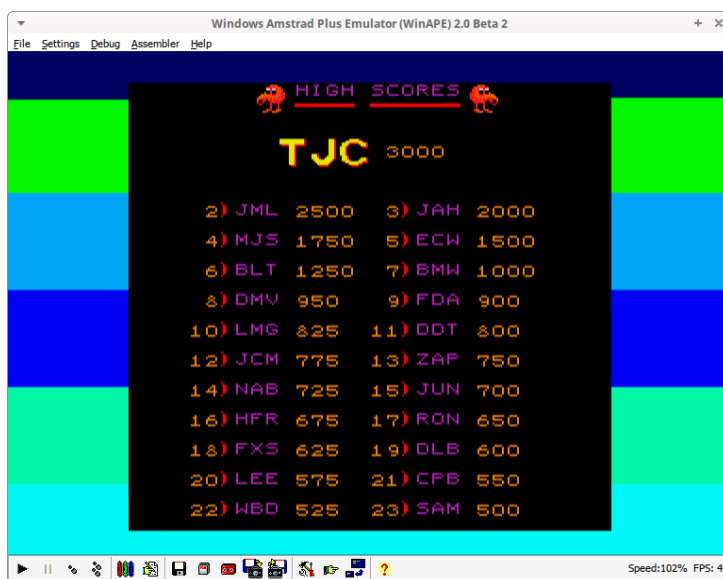 Windows Amstrad Plus Emulator (WinAPE) 2.0 Beta 2
File Settings Debug Assembler Help
HIGH SCORES
TJC 3000
2) JML 2500 3) JAH 2000
4) MJS 1750 5) ECW 1500
6) BLT 1250 7) BMW 1000
8) DMV 950 9) FDA 900
10) LMG 825 11) DDT 800
12) JCM 775 13) ZAP 750
14) NAB 725 15) JUN 700
16) HFR 675 17) RON 650
18) FXS 625 19) DLB 600
20) LEE 575 21) CPB 550
22) WBD 525 23) SAM 500
Speed:102% FPS: 4